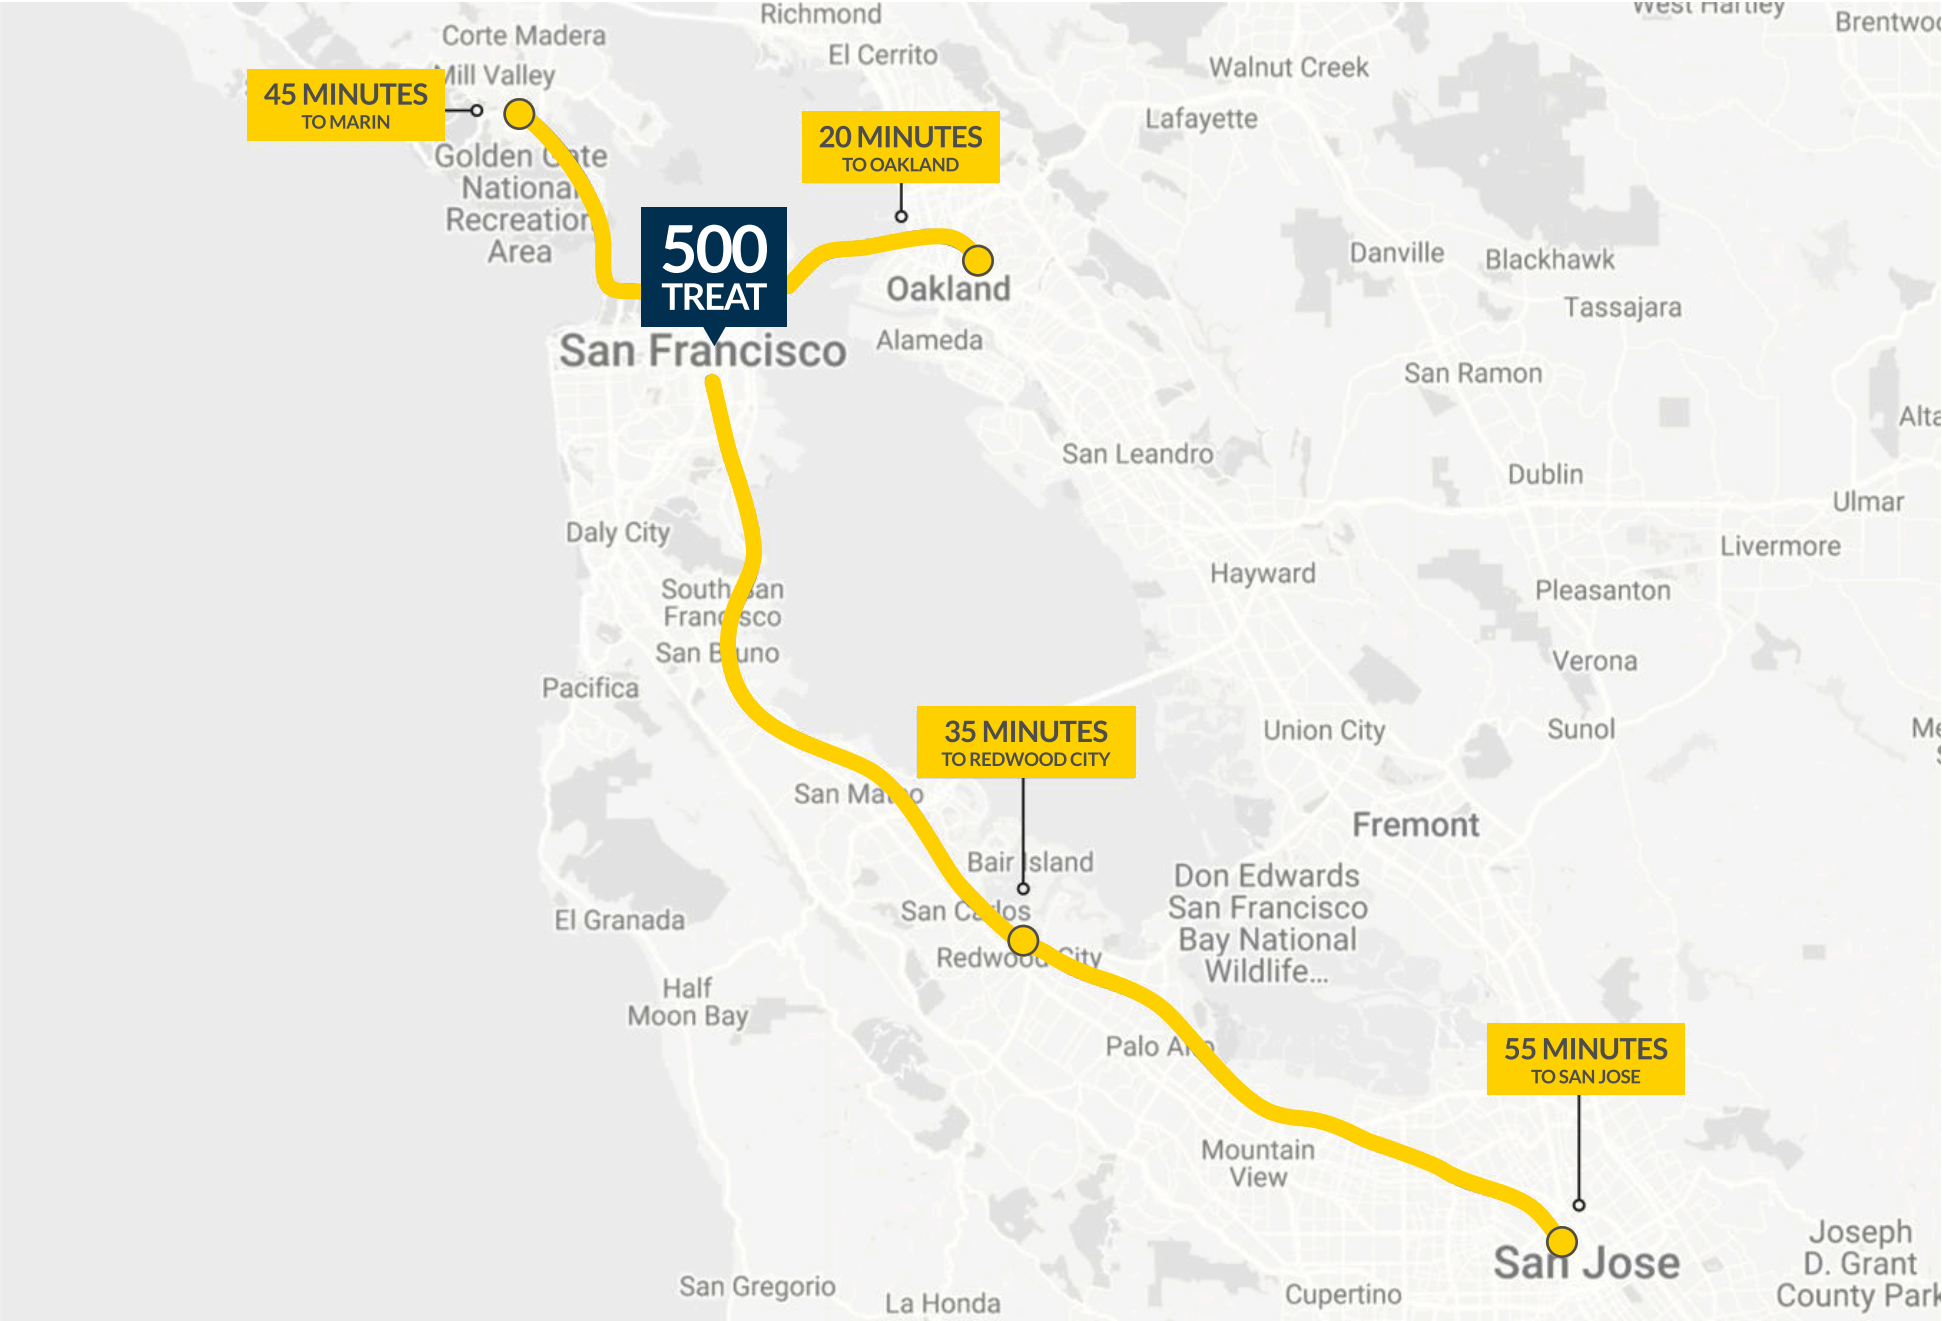 Richmond
West Hartley
Corte Madera
El Cerrito
Walnut Creek
Mill Valley
45 MINUTES
TO MARIN
Lafayette
20 MINUTES
TO OAKLAND
Golden Gate
National
Recreation
Area
500
TREAT
Oakland
Danville
Blackhawk
Tassajara
San Francisco
Alameda
San Ramon
San Leandro
Dublin
Ulmar
Daly City
Livermore
Hayward
Pleasanton
South San
Francisco
San Bruno
Verona
Pacifica
35 MINUTES
TO REDWOOD CITY
Union City
Sunol
San Mateo
Fremont
Bair Island
Don Edwards
San Francisco
Bay National
Wildlife...
San Carlos
El Granada
Redwood City
Half
Moon Bay
Palo Alto
55 MINUTES
TO SAN JOSE
Mountain
View
San Jose
Joseph
D. Grant
County Park
San Gregorio
La Honda
Cupertino